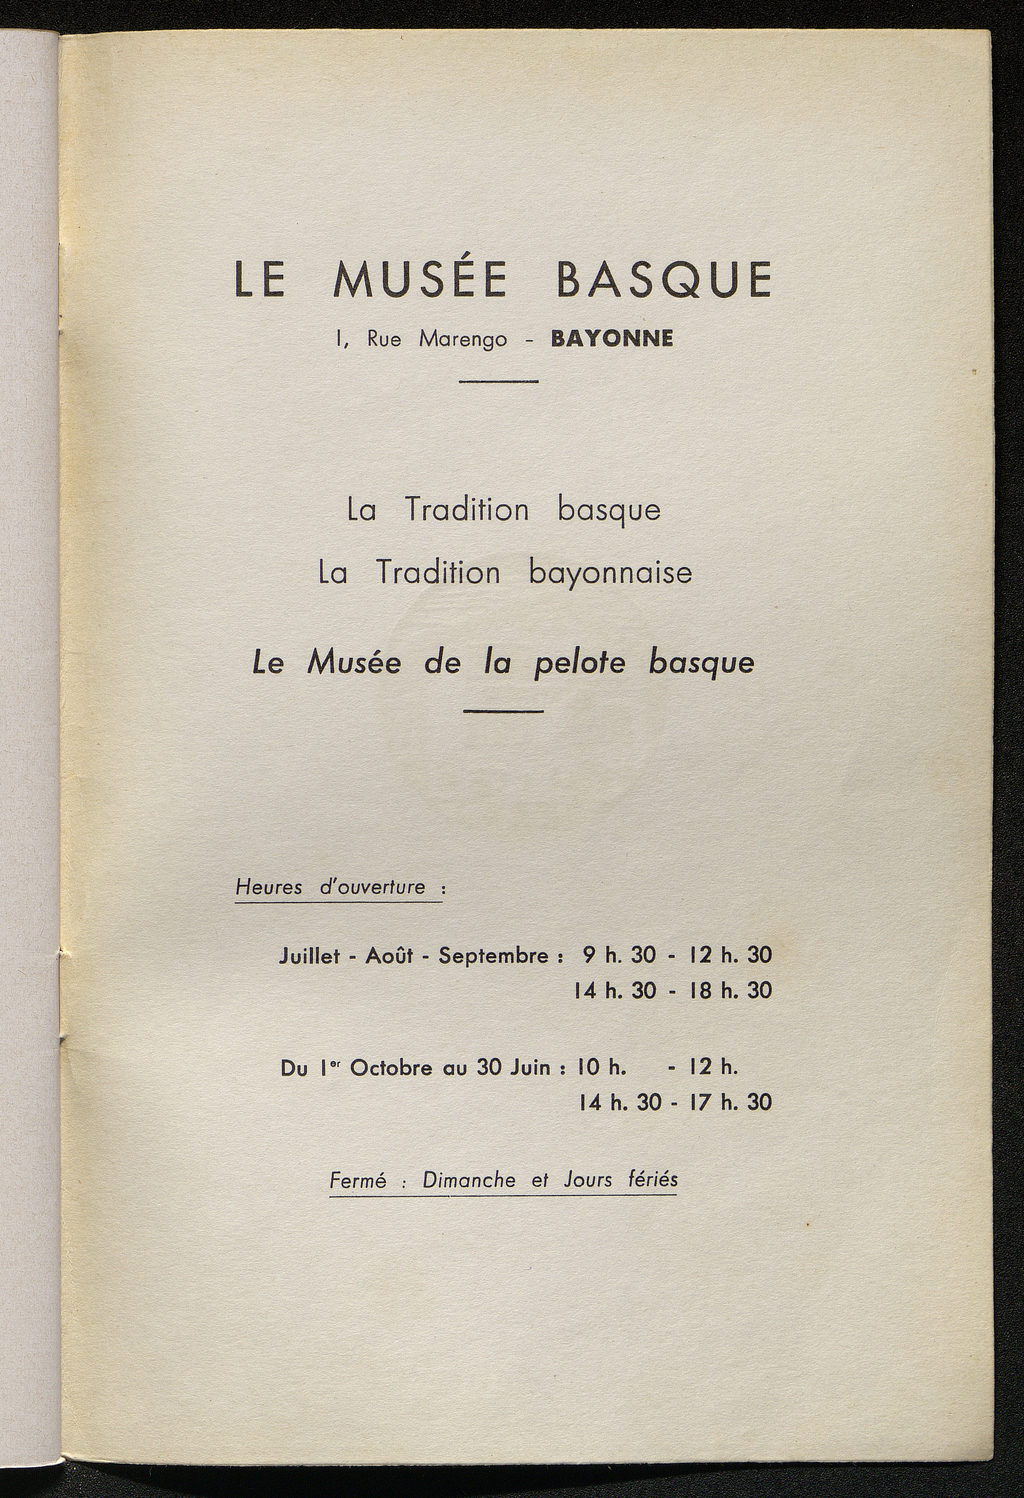 LE MUSÉE BASQUE
1, Rue Marengo - BAYONNE
La Tradition basque
La Tradition bayonnaise
Le Musée de la pelote basque
Heures d'ouverture :
Juillet - Août - Septembre : 9 h. 30 - 12 h. 30
14 h. 30 - 18 h. 30
Du 1er Octobre au 30 Juin : 10 h. - 12 h.
14 h. 30 - 17 h. 30
Fermé : Dimanche et Jours fériés